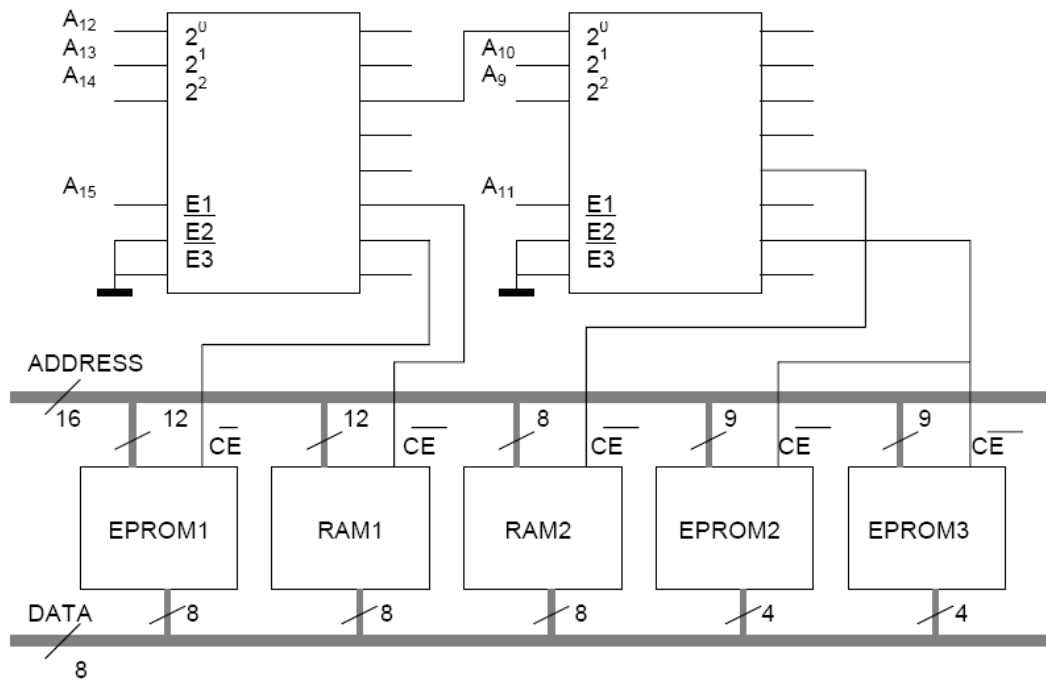 A12
A13
A14
A15
2^0
2^1
2^2
E1
E2
E3
A10
A9
A11
2^0
2^1
2^2
E1
E2
E3
ADDRESS
16
12 CE
12 CE
8 CE
9 CE
9 CE
EPROM1 RAM1 RAM2 EPROM2 EPROM3
DATA
8
8
8
4
4
8